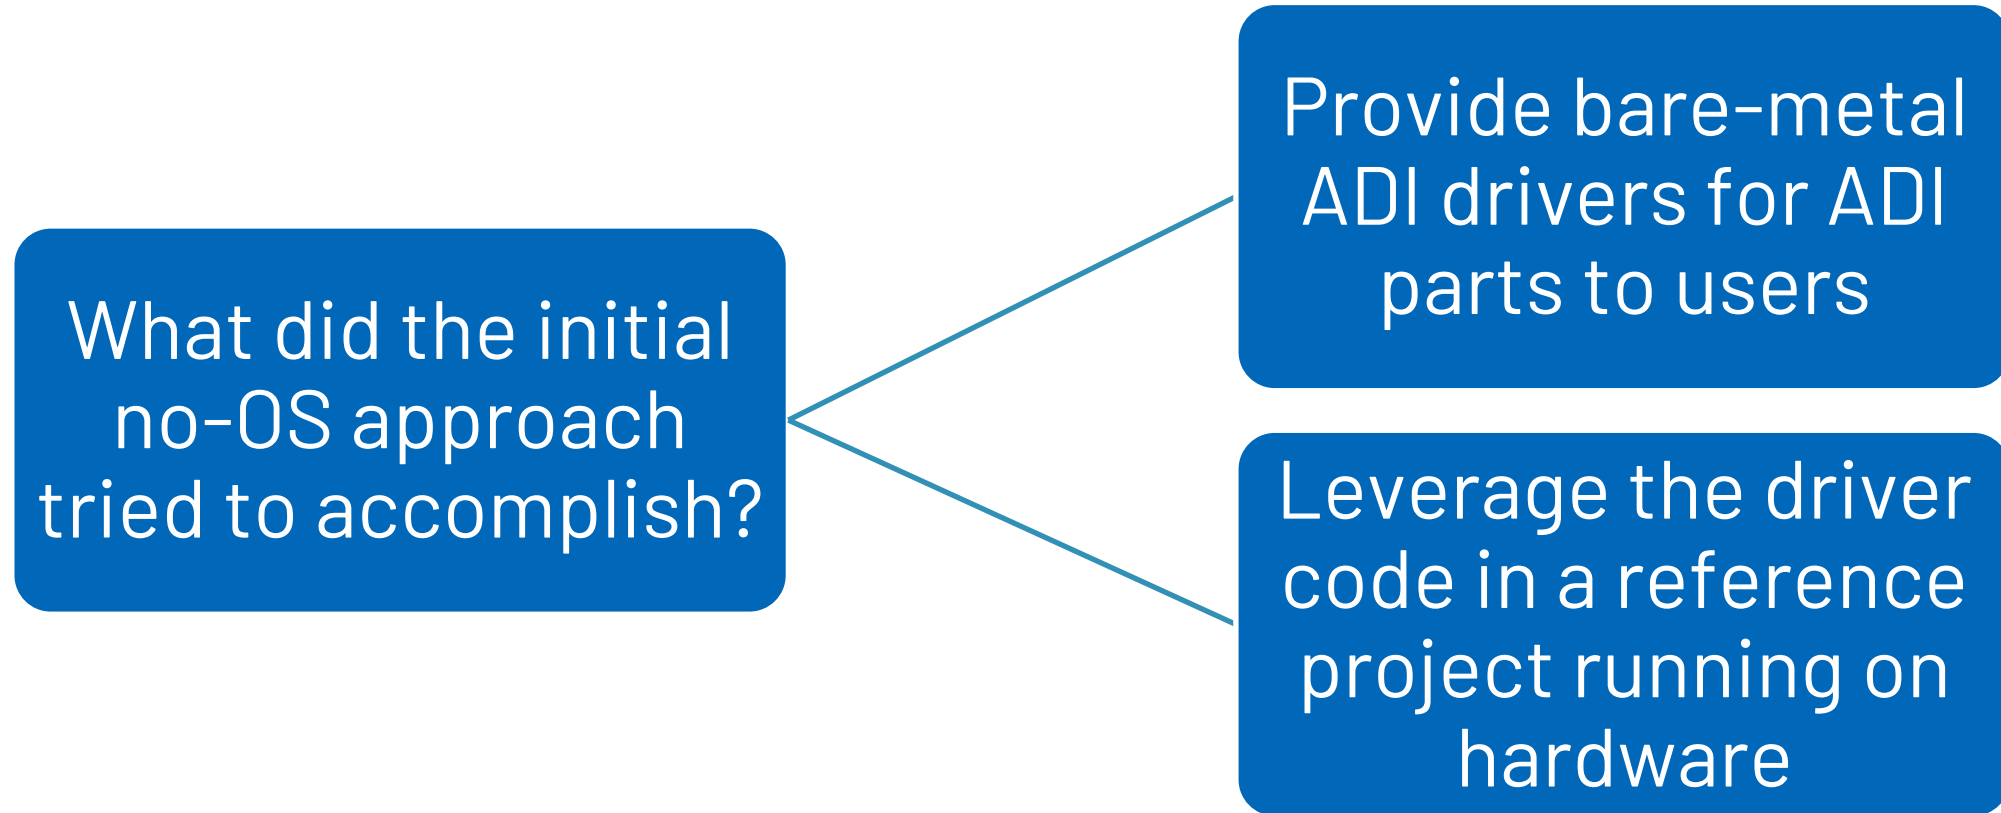 What did the initial
no-OS approach
tried to accomplish?
Provide bare-metal
ADI drivers for ADI
parts to users
Leverage the driver
code in a reference
project running on
hardware